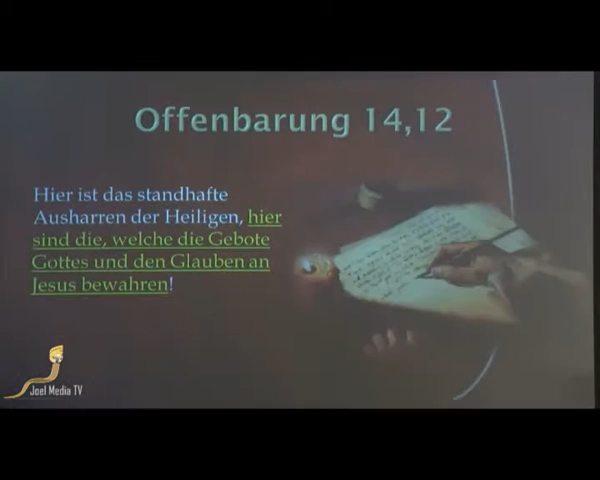 Offenbarung 14,12
Hier ist das standhafte
Ausharren der Heiligen, hier
sind die, welche die Gebote
Gottes und den Glauben an
Jesus bewahren!
Joel Media TV